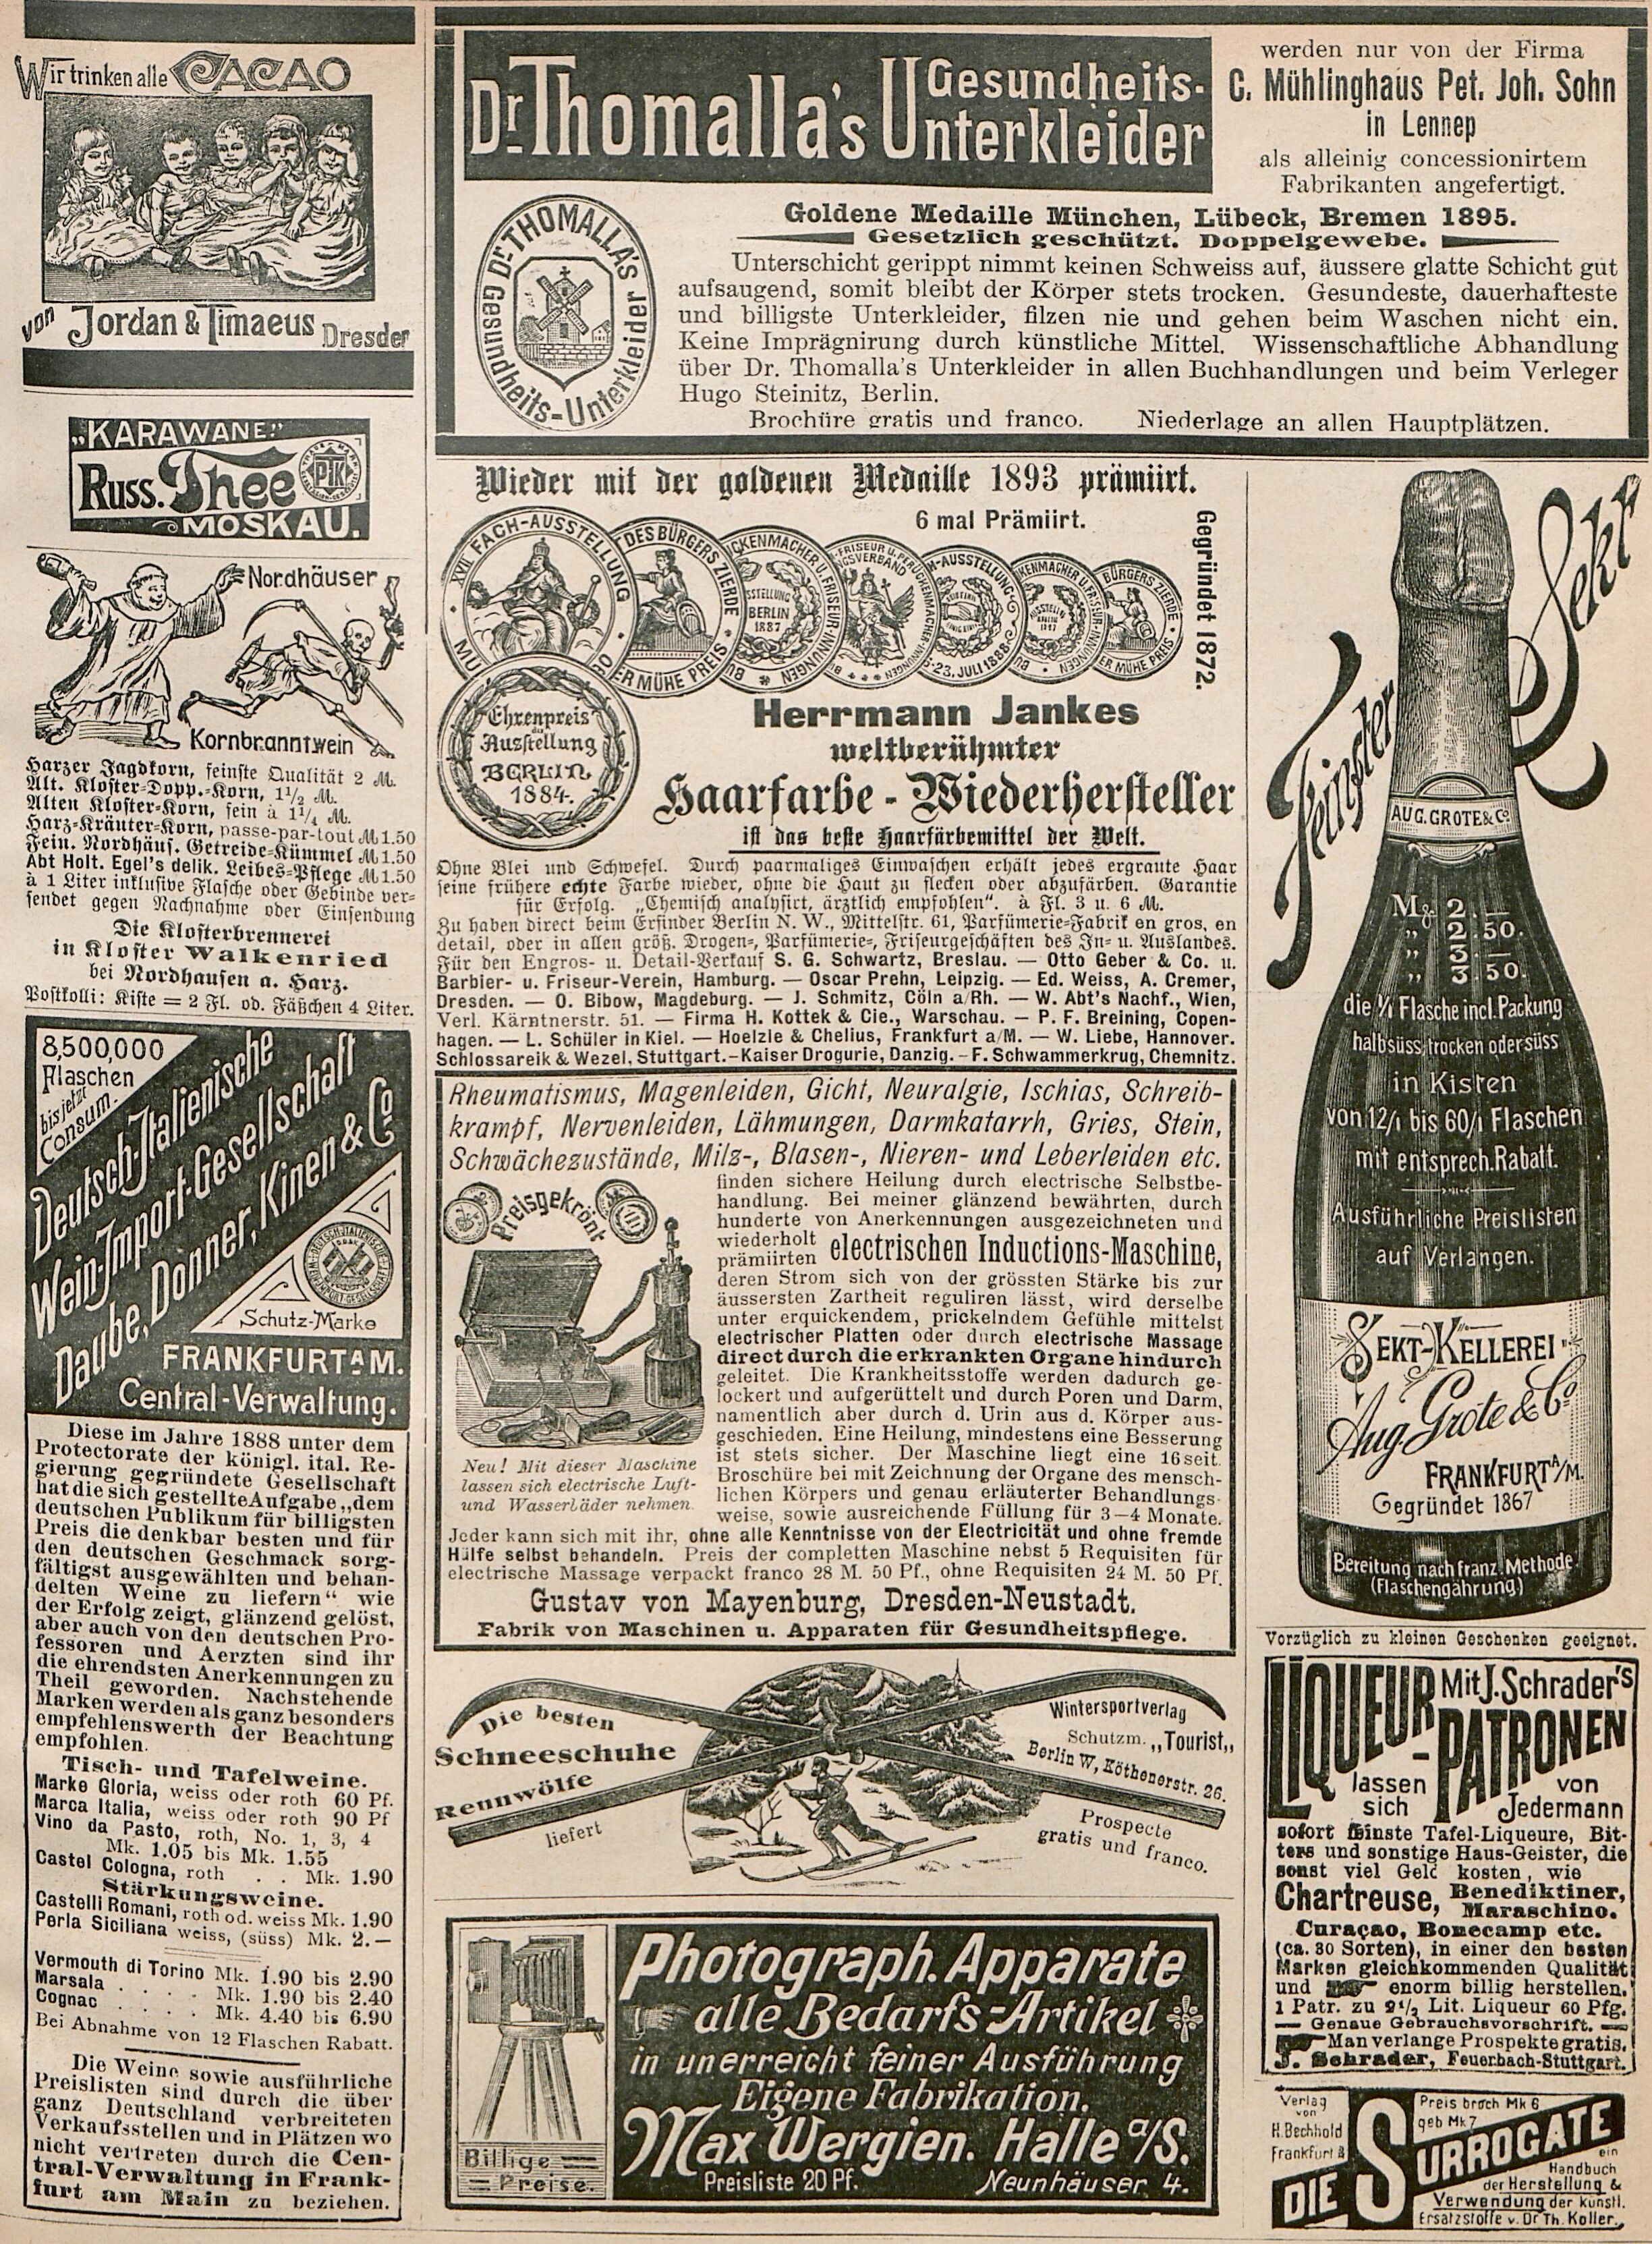 Wir trinken alle CACAO
von Jordan & Timaeus Dresden
„KARAWANE“
Russ. Thee
TRADE MARK
PTK
MOSKAU.
Nordhäuser
Kornbranntwein
Harzer Jagdkorn, feinste Qualität 2 M.
Alt. Kloster-Dopp.-Korn, 1½ M.
Alten Kloster-Korn, fein à 1¼ M.
Harz-Kräuter-Korn, passe-par-tout M 1.50
Fein. Nordhäuf. Getreide-Kümmel M 1.50
Abt Holt. Egel's delik. Leibes-Pflege M 1.50
à 1 Liter inklusive Flasche oder Gebinde ver-
sendet gegen Nachnahme oder Einsendung
Die Klosterbrennerei
in Kloster Walkenried
bei Nordhausen a. Harz.
Postkolli: Kiste = 2 Fl. od. Fäßchen 4 Liter.
8,500,000
Flaschen
bis jetzt
Consum.
Deutsch-Italienische
Wein-Import-Gesellschaft
Daube, Donner, Kinen & Co
Schutz-Marke
FRANKFURT A M.
Central-Verwaltung.
Diese im Jahre 1888 unter dem
Protectorate der königl. ital. Re-
gierung gegründete Gesellschaft
hat die sich gestellte Aufgabe „dem
deutschen Publikum für billigsten
Preis die denkbar besten und für
den deutschen Geschmack sorg-
fältigst ausgewählten und behan-
delten Weine zu liefern“ wie
der Erfolg zeigt, glänzend gelöst,
aber auch von den deutschen Pro-
fessoren und Aerzten sind ihr
die ehrendsten Anerkennungen zu
Theil geworden. Nachstehende
Marken werden als ganz besonders
empfehlenswerth der Beachtung
empfohlen.
Tisch- und Tafelweine.
Marke Gloria, weiss oder roth 60 Pf.
Marca Italia, weiss oder roth 90 Pf
Vino da Pasto, roth, No. 1, 3, 4
Mk. 1.05 bis Mk. 1.55
Castel Cologna, roth . . Mk. 1.90
Stärkungsweine.
Castelli Romani, roth od. weiss Mk. 1.90
Perla Siciliana weiss, (süss) Mk. 2.—
Vermouth di Torino Mk. 1.90 bis 2.90
Marsala . . . . Mk. 1.90 bis 2.40
Cognac . . . . Mk. 4.40 bis 6.90
Bei Abnahme von 12 Flaschen Rabatt.
Die Weine sowie ausführliche
Preislisten sind durch die über
ganz Deutschland verbreiteten
Verkaufsstellen und in Plätzen wo
nicht vertreten durch die Cen-
tral-Verwaltung in Frank-
furt am Main zu beziehen.
Dr. Thomalla's Gesundheits-
Unterkleider
werden nur von der Firma
C. Mühlinghaus Pet. Joh. Sohn
in Lennep
als alleinig concessionirtem
Fabrikanten angefertigt.
Dr. THOMALLA'S jeder
Gesundheits-Unterkleider
Goldene Medaille München, Lübeck, Bremen 1895.
Gesetzlich geschützt. Doppelgewebe.
Unterschicht gerippt nimmt keinen Schweiss auf, äussere glatte Schicht gut
aufsaugend, somit bleibt der Körper stets trocken. Gesundeste, dauerhafteste
und billigste Unterkleider, filzen nie und gehen beim Waschen nicht ein.
Keine Imprägnirung durch künstliche Mittel. Wissenschaftliche Abhandlung
über Dr. Thomalla's Unterkleider in allen Buchhandlungen und beim Verleger
Hugo Steinitz, Berlin.
Brochüre gratis und franco. Niederlage an allen Hauptplätzen.
Wieder mit der goldenen Medaille 1893 prämiirt.
6 mal Prämiirt.
Gegründet 1872.
XVII FACH-AUSSTELLUNG
DES BÜRGERS ZIERDE
DER MÜHE PREIS
BERLIN
1887
23. JULI 1888
BÜRGERS ZIERDE
ER MÜHE PREIS
Ehrenpreis
Ausstellung
BERLIN
1884.
Herrmann Jankes
weltberühmter
Haarfarbe - Wiederhersteller
ist das beste Haarfärbemittel der Welt.
Ohne Blei und Schwefel. Durch paarmaliges Einwaschen erhält jedes ergraute Haar
seine frühere echte Farbe wieder, ohne die Haut zu flecken oder abzufärben. Garantie
für Erfolg. „Chemisch analysirt, ärztlich empfohlen“. à Fl. 3 u. 6 M.
Zu haben direct beim Erfinder Berlin N. W., Mittelstr. 61, Parfümerie-Fabrik en gros, en
detail, oder in allen größ. Drogen-, Parfümerie-, Friseurgeschäften des In- u. Auslandes.
Für den Engros- u. Detail-Verkauf S. G. Schwartz, Breslau. — Otto Geber & Co. u.
Barbier- u. Friseur-Verein, Hamburg. — Oscar Prehn, Leipzig. — Ed. Weiss, A. Cremer,
Dresden. — O. Bibow, Magdeburg. — J. Schmitz, Cöln a/Rh. — W. Abt's Nachf., Wien,
Verl. Kärntnerstr. 51. — Firma H. Kottek & Cie., Warschau. — P. F. Breining, Copen-
hagen. — L. Schüler in Kiel. — Hoelzle & Chelius, Frankfurt a/M. — W. Liebe, Hannover.
Schlossareik & Wezel, Stuttgart.—Kaiser Drogurie, Danzig.—F. Schwammerkrug, Chemnitz.
Rheumatismus, Magenleiden, Gicht, Neuralgie, Ischias, Schreib-
krampf, Nervenleiden, Lähmungen, Darmkatarrh, Gries, Stein,
Schwächezustände, Milz-, Blasen-, Nieren- und Leberleiden etc.
Preisgekrönt
finden sichere Heilung durch electrische Selbstbe-
handlung. Bei meiner glänzend bewährten, durch
hunderte von Anerkennungen ausgezeichneten und
wiederholt
prämiirten electrischen Inductions-Maschine,
deren Strom sich von der grössten Stärke bis zur
äussersten Zartheit reguliren lässt, wird derselbe
unter erquickendem, prickelndem Gefühle mittelst
electrischer Platten oder durch electrische Massage
direct durch die erkrankten Organe hindurch
geleitet. Die Krankheitsstoffe werden dadurch ge-
lockert und aufgerüttelt und durch Poren und Darm,
namentlich aber durch d. Urin aus d. Körper aus-
geschieden. Eine Heilung, mindestens eine Besserung
ist stets sicher. Der Maschine liegt eine 16 seit.
Broschüre bei mit Zeichnung der Organe des mensch-
lichen Körpers und genau erläuterter Behandlungs-
weise, sowie ausreichende Füllung für 3—4 Monate.
Neu! Mit dieser Maschine
lassen sich electrische Luft-
und Wasserbäder nehmen.
Jeder kann sich mit ihr, ohne alle Kenntnisse von der Electricität und ohne fremde
Hülfe selbst behandeln. Preis der completten Maschine nebst 5 Requisiten für
electrische Massage verpackt franco 28 M. 50 Pf., ohne Requisiten 24 M. 50 Pf.
Gustav von Mayenburg, Dresden-Neustadt.
Fabrik von Maschinen u. Apparaten für Gesundheitspflege.
Die besten
Schneeschuhe
Rennwölfe
liefert
Wintersportverlag
Schutzm. „Tourist„
Berlin W, Köthenerstr. 26.
Prospecte
gratis und franco.
Billige
Preise.
Photograph. Apparate
alle Bedarfs-Artikel
in unerreicht feiner Ausführung
Eigene Fabrikation.
Max Wergien. Halle a/S.
Preisliste 20 Pf. Neunhäuser 4.
Feinster Sekt
AUG. GROTE & Co
M. 2.—
„ 2.50.
„ 3.—
„ 3.50.
die 1/1 Flasche incl. Packung
halbsüss, trocken oder süss
in Kisten
von 12/1 bis 60/1 Flaschen
mit entsprech. Rabatt.
Ausführliche Preislisten
auf Verlangen.
SEKT-KELLEREI
Aug. Grote & Co
FRANKFURT A/M.
Gegründet 1867
Bereitung nach franz. Methode
(Flaschengährung)
Vorzüglich zu kleinen Geschenken geeignet.
Mit J. Schrader's
LIQUEUR-PATRONEN
lassen sich von Jedermann
sofort feinste Tafel-Liqueure, Bit-
ters und sonstige Haus-Geister, die
sonst viel Geld kosten, wie
Chartreuse, Benediktiner,
Maraschino.
Curaçao, Bonecamp etc.
(ca. 30 Sorten), in einer den besten
Marken gleichkommenden Qualität
und enorm billig herstellen.
1 Patr. zu 2½ Lit. Liqueur 60 Pfg.
Genaue Gebrauchsvorschrift.
Man verlange Prospekte gratis.
J. Schrader, Feuerbach-Stuttgart.
Verlag
von
H. Bechhold
Frankfurt a
Preis broch Mk 6
geb Mk 7
DIE SURROGATE
ein
Handbuch
der Herstellung &
Verwendung der künstl.
Ersatzstoffe v. Dr Th. Koller.